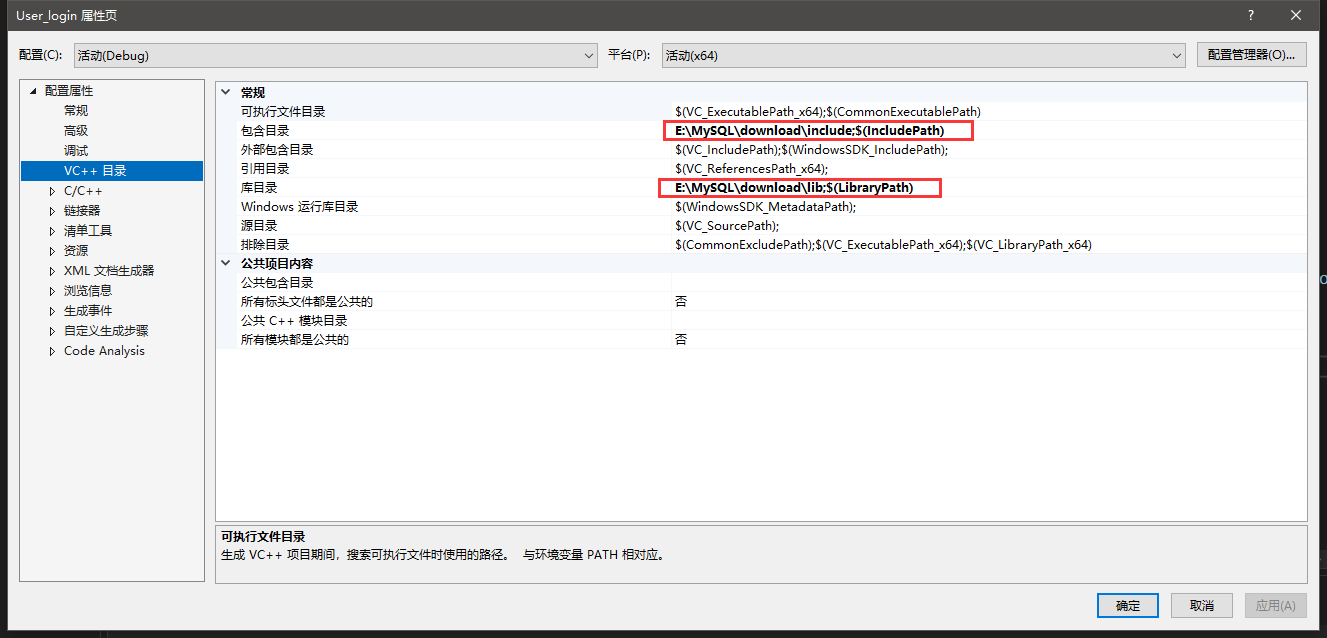 User_login 属性页
? ×
配置(C): 活动(Debug) 平台(P): 活动(x64) 配置管理器(O)...
配置属性
常规
高级
调试
VC++ 目录
C/C++
链接器
清单工具
资源
XML 文档生成器
浏览信息
生成事件
自定义生成步骤
Code Analysis
常规
可执行文件目录 $(VC_ExecutablePath_x64);$(CommonExecutablePath)
包含目录 E:\MySQL\download\include;$(IncludePath)
外部包含目录 $(VC_IncludePath);$(WindowsSDK_IncludePath);
引用目录 $(VC_ReferencesPath_x64);
库目录 E:\MySQL\download\lib;$(LibraryPath)
Windows 运行库目录 $(WindowsSDK_MetadataPath);
源目录 $(VC_SourcePath);
排除目录 $(CommonExcludePath);$(VC_ExecutablePath_x64);$(VC_LibraryPath_x64)
公共项目内容
公共包含目录
所有标头文件都是公共的 否
公共 C++ 模块目录
所有模块都是公共的 否
可执行文件目录
生成 VC++ 项目期间，搜索可执行文件时使用的路径。 与环境变量 PATH 相对应。
确定 取消 应用(A)